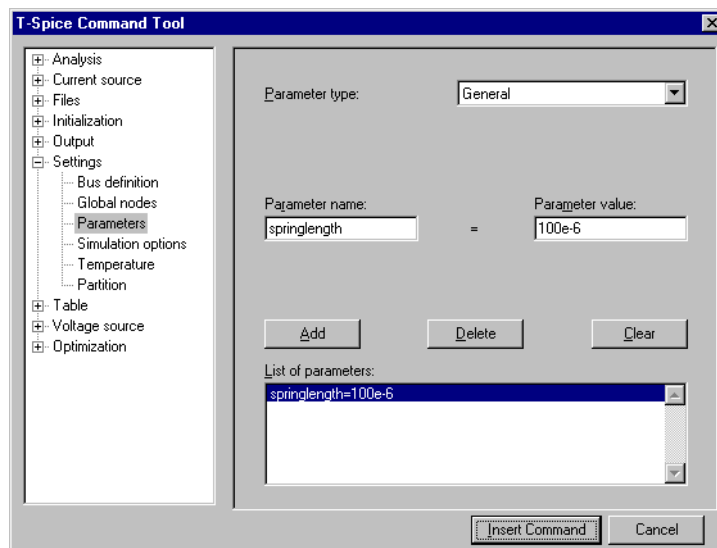 T-Spice Command Tool
Analysis
Current source
Files
Initialization
Output
Settings
Bus definition
Global nodes
Parameters
Simulation options
Temperature
Partition
Table
Voltage source
Optimization
Parameter type:
General
Parameter name:
Parameter value:
springlength
=
100e-6
Add
Delete
Clear
List of parameters:
springlength=100e-6
Insert Command
Cancel